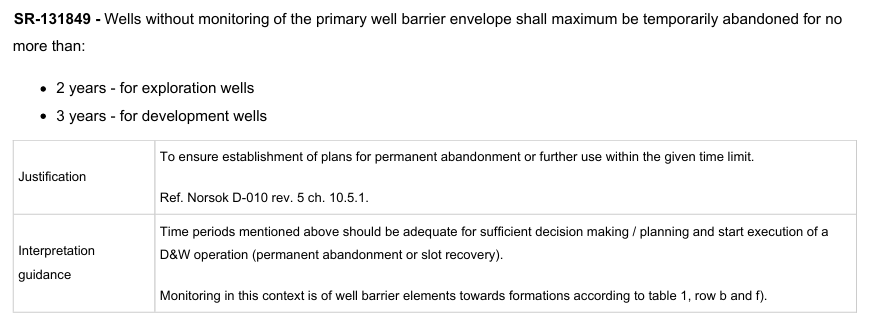 SR-131849 - Wells without monitoring of the primary well barrier envelope shall maximum be temporarily abandoned for no
more than:
• 2 years - for exploration wells
• 3 years - for development wells
Justification
To ensure establishment of plans for permanent abandonment or further use within the given time limit.
Ref. Norsok D-010 rev. 5 ch. 10.5.1.
Interpretation
guidance
Time periods mentioned above should be adequate for sufficient decision making / planning and start execution of a
D&W operation (permanent abandonment or slot recovery).
Monitoring in this context is of well barrier elements towards formations according to table 1, row b and f).